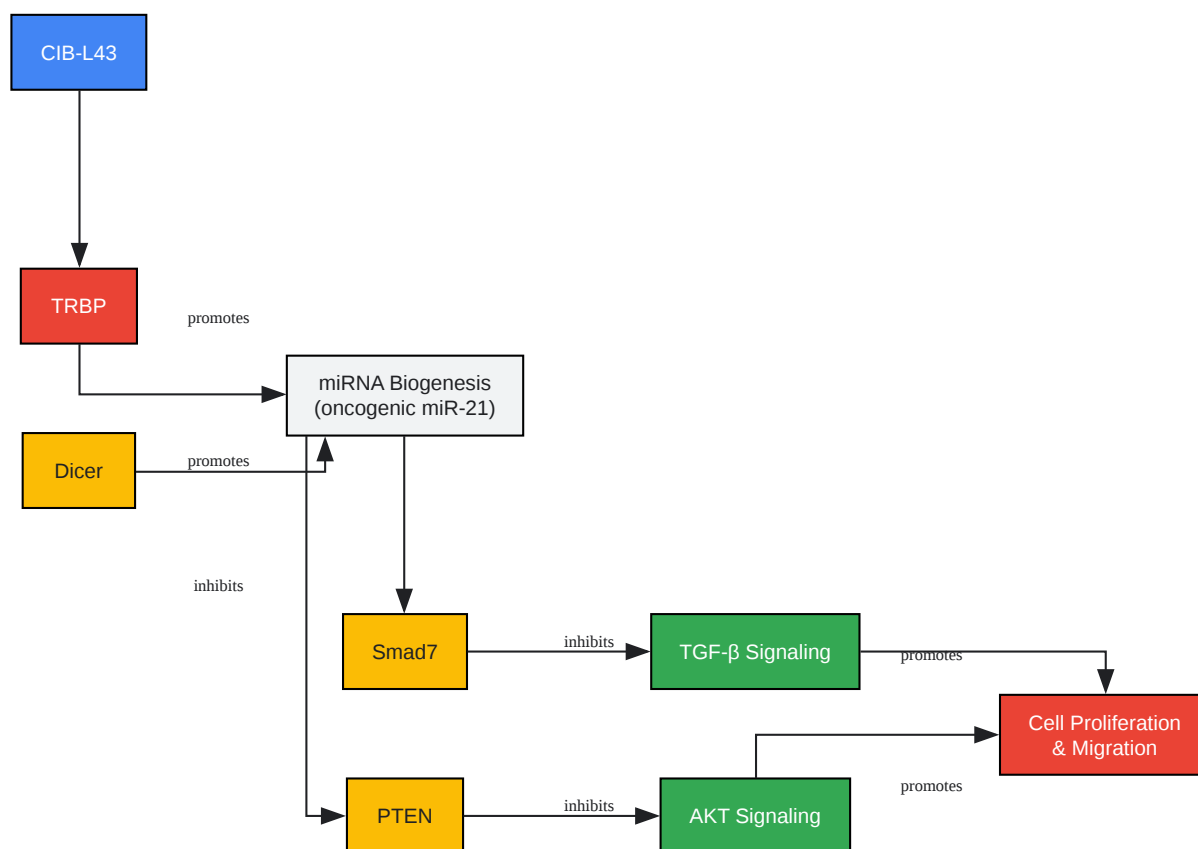 CIB-L43
TRBP
promotes
miRNA Biogenesis
(oncogenic miR-21)
Dicer
promotes
inhibits
Smad7
inhibits
TGF-β Signaling
promotes
Cell Proliferation
& Migration
PTEN
inhibits
AKT Signaling
promotes